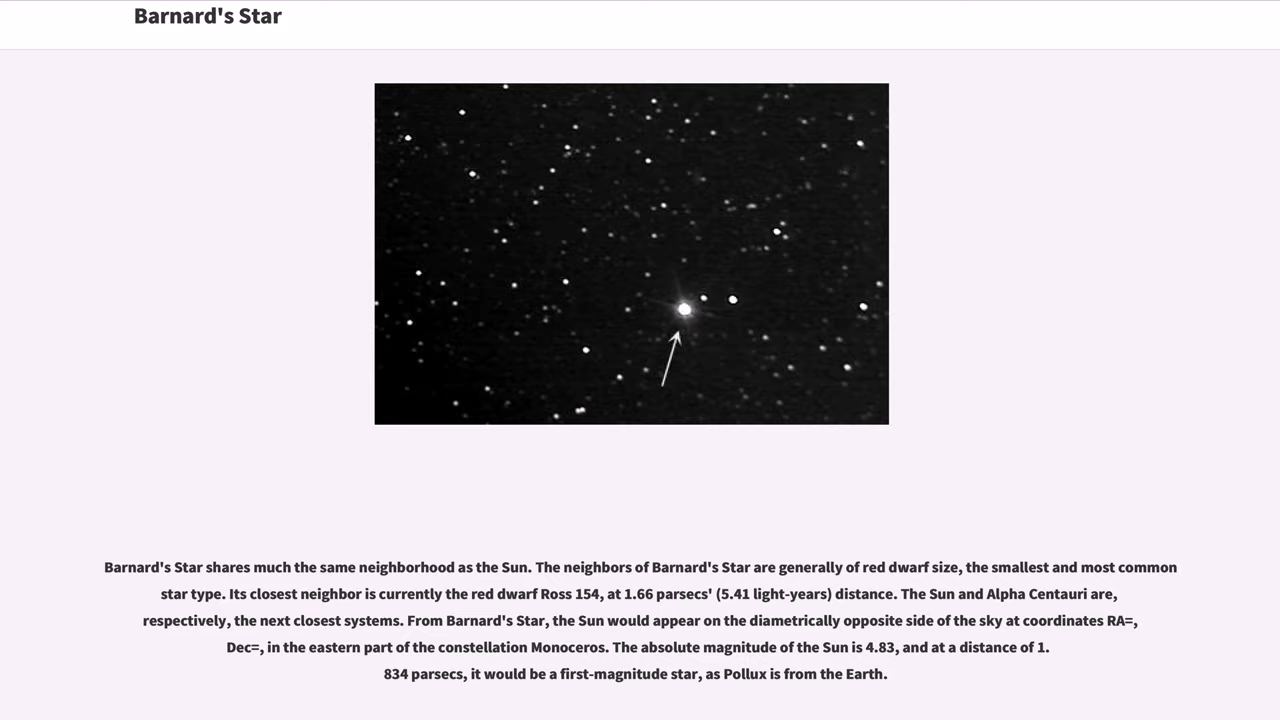 Barnard's Star
Barnard's Star shares much the same neighborhood as the Sun. The neighbors of Barnard's Star are generally of red dwarf size, the smallest and most common
star type. Its closest neighbor is currently the red dwarf Ross 154, at 1.66 parsecs' (5.41 light-years) distance. The Sun and Alpha Centauri are,
respectively, the next closest systems. From Barnard's Star, the Sun would appear on the diametrically opposite side of the sky at coordinates RA=,
Dec=, in the eastern part of the constellation Monoceros. The absolute magnitude of the Sun is 4.83, and at a distance of 1.
834 parsecs, it would be a first-magnitude star, as Pollux is from the Earth.